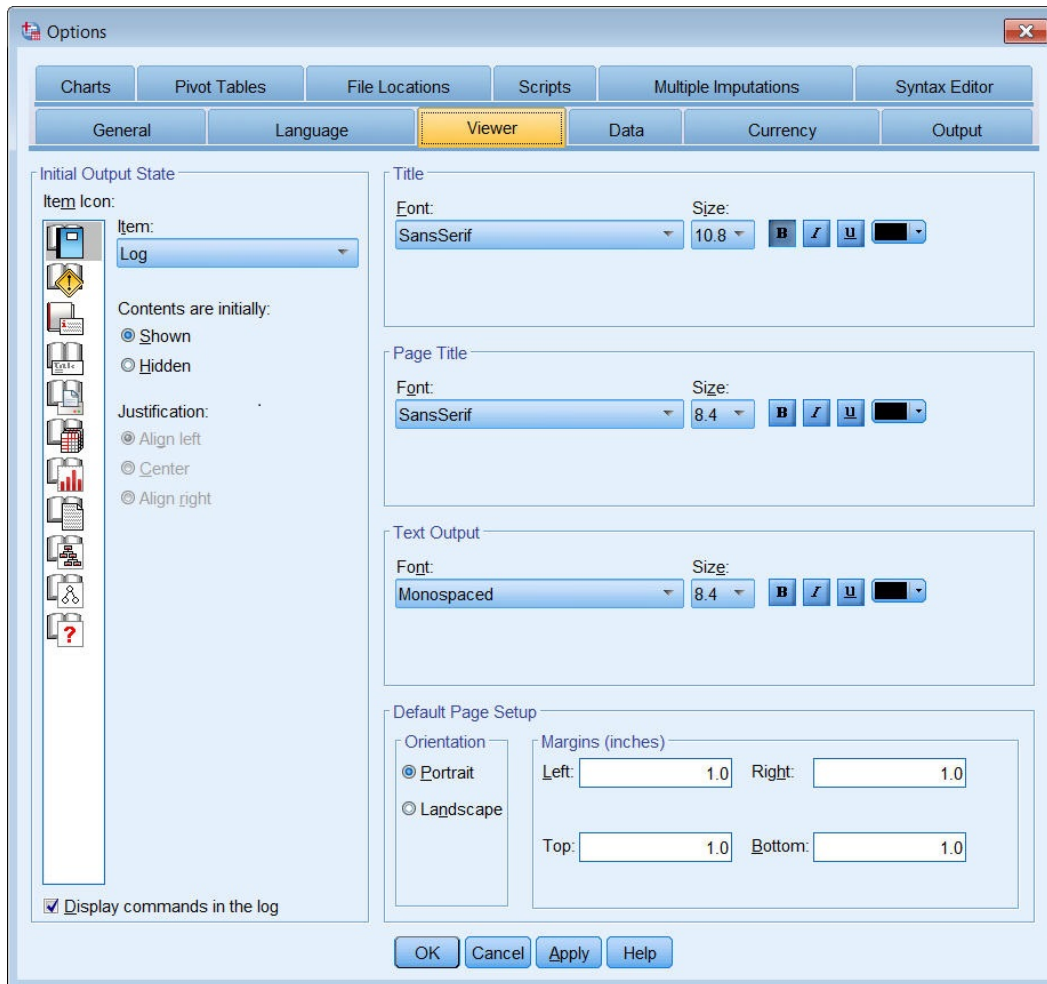 Options
Charts
Pivot Tables
File Locations
Scripts
Multiple Imputations
Syntax Editor
General
Language
Viewer
Data
Currency
Output
Initial Output State
Item Icon:
Item:
Log
Contents are initially:
Shown
Hidden
Justification:
Align left
Center
Align right
Display commands in the log
Title
Font:
Size:
SansSerif
10.8
B
I
U
Page Title
Font:
Size:
SansSerif
8.4
B
I
U
Text Output
Font:
Size:
Monospaced
8.4
B
I
U
Default Page Setup
Orientation
Portrait
Landscape
Margins (inches)
Left: 1.0 Right: 1.0
Top: 1.0 Bottom: 1.0
OK
Cancel
Apply
Help